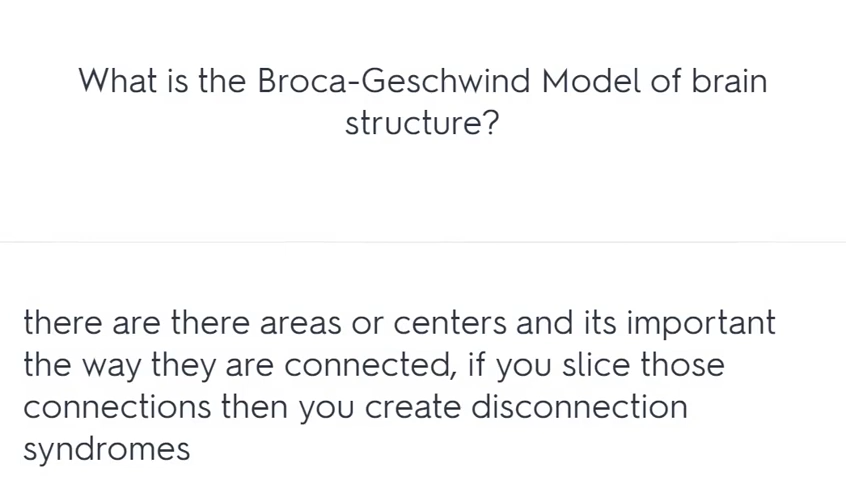 What is the Broca-Geschwind Model of brain
structure?
there are there areas or centers and its important
the way they are connected, if you slice those
connections then you create disconnection
syndromes